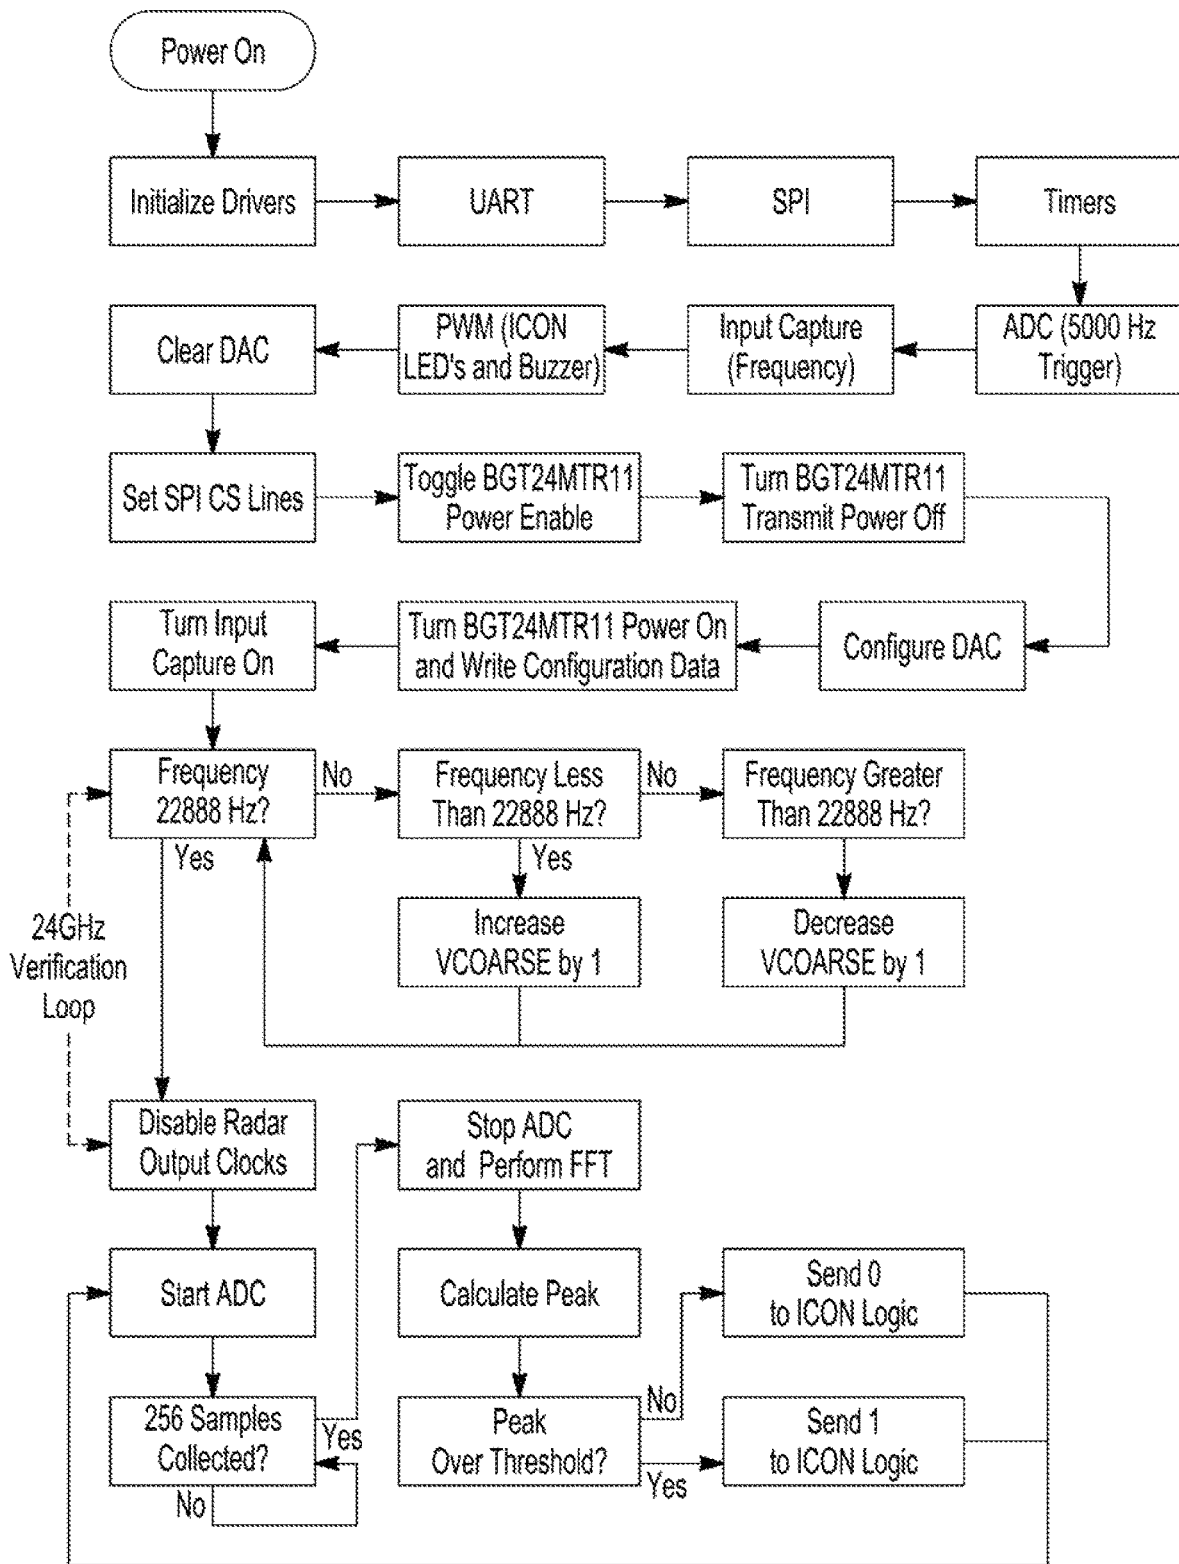 Power On
Initialize Drivers
UART
SPI
Timers
Clear DAC
PWM (ICON
LED's and Buzzer)
Input Capture
(Frequency)
ADC (5000 Hz
Trigger)
Set SPI CS Lines
Toggle BGT24MTR11
Power Enable
Turn BGT24MTR11
Transmit Power Off
Turn Input
Capture On
Turn BGT24MTR11 Power On
and Write Configuration Data
Configure DAC
Frequency
22888 Hz?
No
Frequency Less
Than 22888 Hz?
No
Frequency Greater
Than 22888 Hz?
Yes
Yes
24GHz
Verification
Loop
Increase
VCOARSE by 1
Decrease
VCOARSE by 1
Disable Radar
Output Clocks
Stop ADC
and Perform FFT
Start ADC
Calculate Peak
Send 0
to ICON Logic
256 Samples
Collected?
Yes
No
Peak
Over Threshold?
No
Yes
Send 1
to ICON Logic